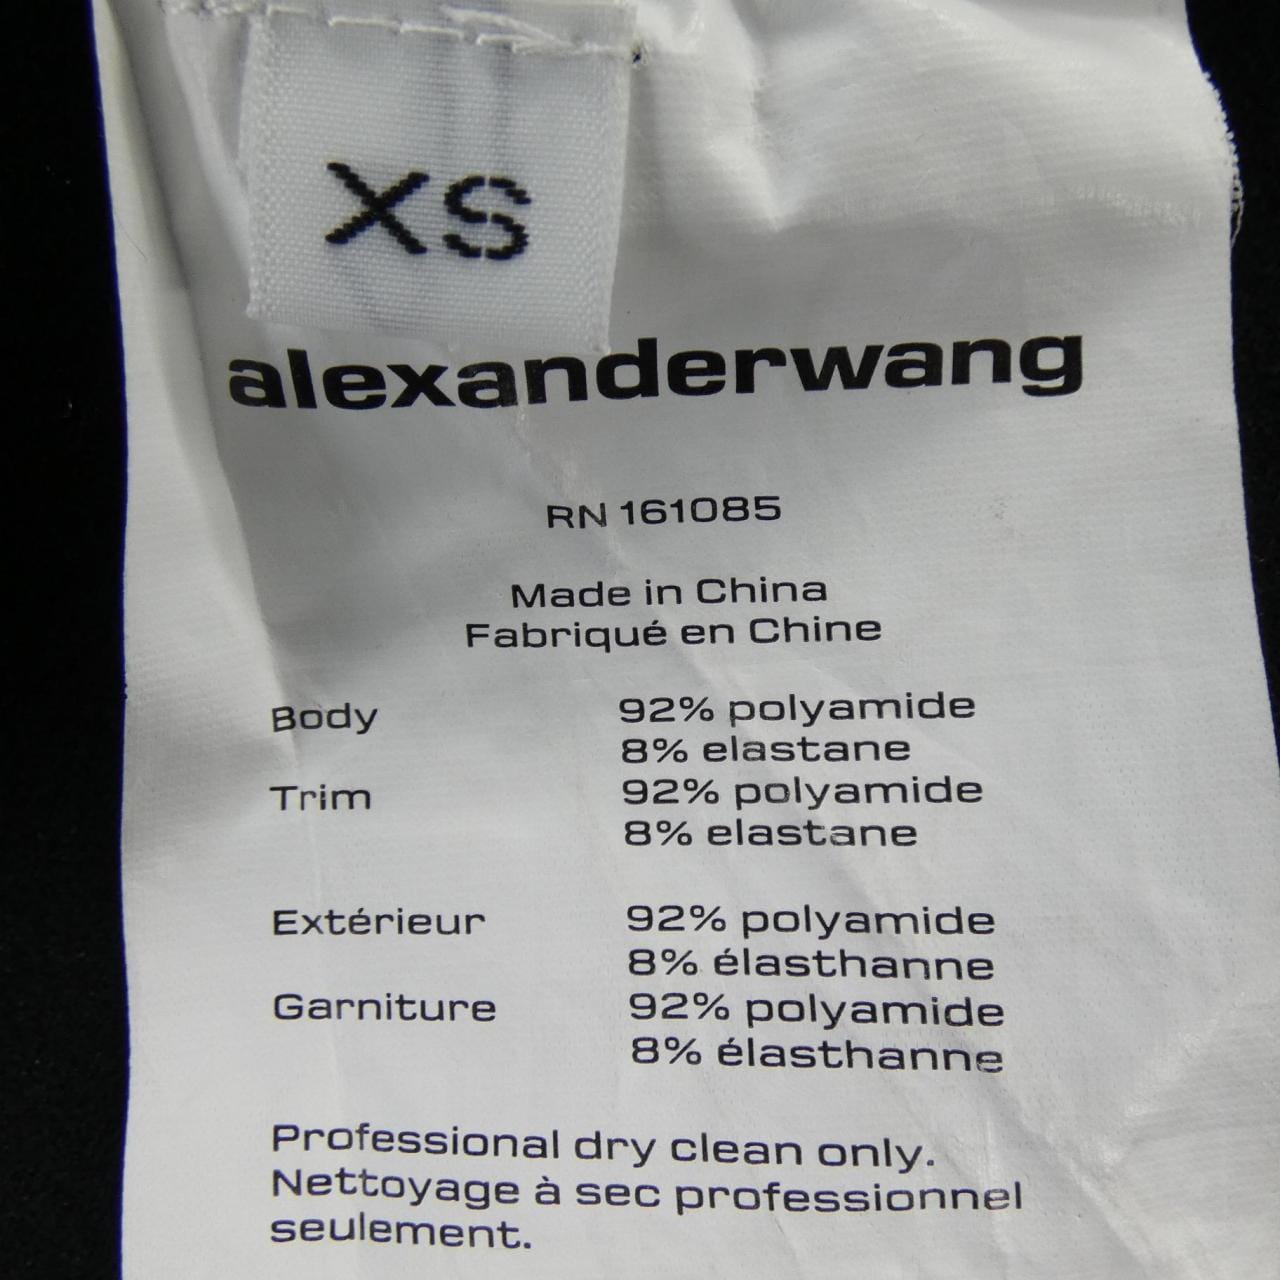 XS
alexanderwang
RN 161085
Made in China
Fabriqué en Chine
Body 92% polyamide
8% elastane
Trim 92% polyamide
8% elastane
Extérieur 92% polyamide
8% élasthanne
Garniture 92% polyamide
8% élasthanne
Professional dry clean only.
Nettoyage à sec professionnel
seulement.